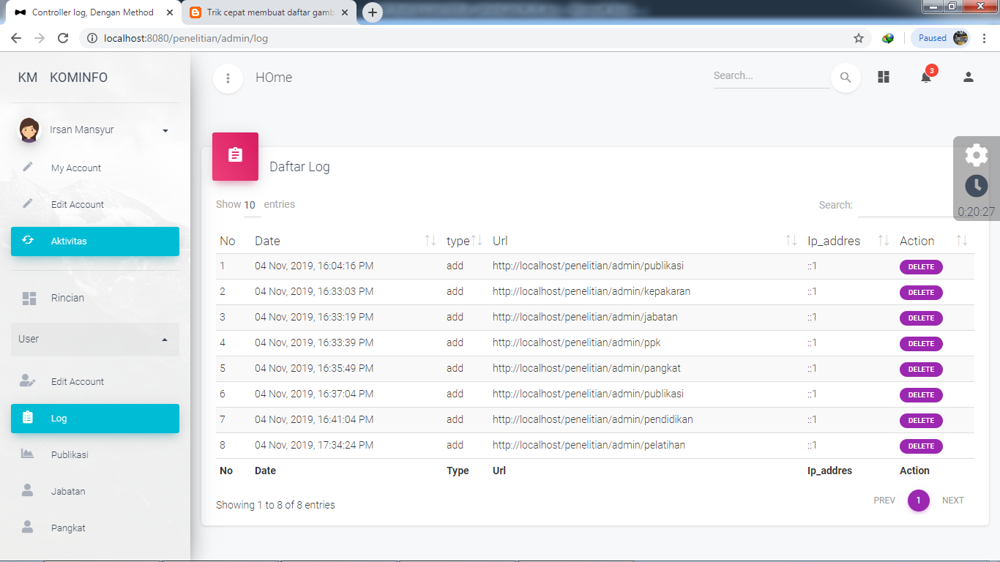 Controller log, Dengan Method
Trik cepat membuat daftar gamb
localhost:8080/penelitian/admin/log
Paused
KM KOMINFO
Irsan Mansyur
My Account
Edit Account
Aktivitas
Rincian
User
Edit Account
Log
Publikasi
Jabatan
Pangkat
HOme
Search...
3
0:20:27
Daftar Log
Show 10 entries
Search:
No Date type Url Ip_addres Action
1 04 Nov, 2019, 16:04:16 PM add http://localhost/penelitian/admin/publikasi ::1 DELETE
2 04 Nov, 2019, 16:33:03 PM add http://localhost/penelitian/admin/kepakaran ::1 DELETE
3 04 Nov, 2019, 16:33:19 PM add http://localhost/penelitian/admin/jabatan ::1 DELETE
4 04 Nov, 2019, 16:33:39 PM add http://localhost/penelitian/admin/ppk ::1 DELETE
5 04 Nov, 2019, 16:35:49 PM add http://localhost/penelitian/admin/pangkat ::1 DELETE
6 04 Nov, 2019, 16:37:04 PM add http://localhost/penelitian/admin/publikasi ::1 DELETE
7 04 Nov, 2019, 16:41:04 PM add http://localhost/penelitian/admin/pendidikan ::1 DELETE
8 04 Nov, 2019, 17:34:24 PM add http://localhost/penelitian/admin/pelatihan ::1 DELETE
No Date Type Url Ip_addres Action
Showing 1 to 8 of 8 entries
PREV 1 NEXT